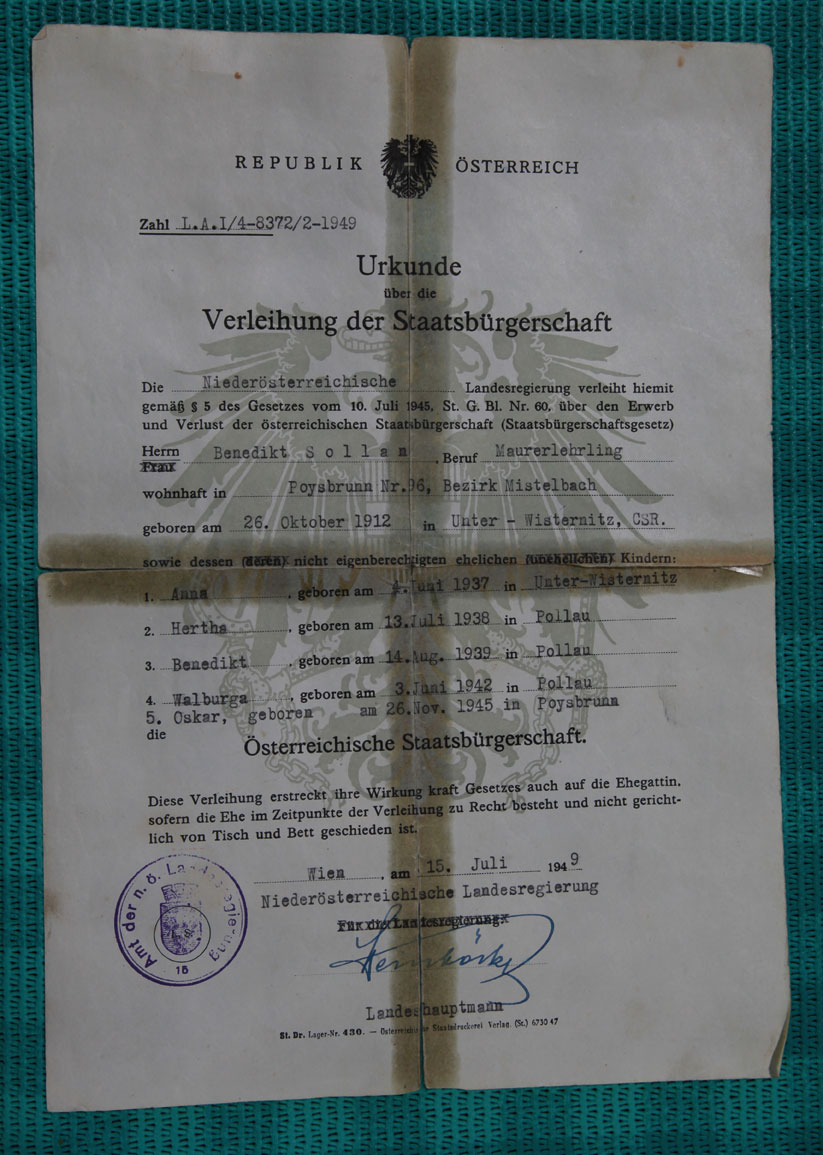 REPUBLIK ÖSTERREICH
Zahl L.A.I/4-8372/2-1949
Urkunde
über die
Verleihung der Staatsbürgerschaft
Die Niederösterreichische Landesregierung verleiht hiemit
gemäß § 5 des Gesetzes vom 10. Juli 1945, St. G. Bl. Nr. 60, über den Erwerb
und Verlust der österreichischen Staatsbürgerschaft (Staatsbürgerschaftsgesetz)
Herrn Benedikt Sollan, Beruf Maurerlehrling
Frau
wohnhaft in Poysbrunn Nr.96, Bezirk Mistelbach
geboren am 26. Oktober 1912 in Unter - Wisternitz, CSR.
sowie dessen (deren) nicht eigenberechtigten ehelichen (unehelichen) Kindern:
1. Anna, geboren am 4.Juni 1937 in Unter-Wisternitz
2. Hertha, geboren am 13.Juli 1938 in Pollau
3. Benedikt, geboren am 14.Aug. 1939 in Pollau
4. Walburga, geboren am 3.Juni 1942 in Pollau
5. Oskar, geboren am 26.Nov. 1945 in Poysbrunn
die
Österreichische Staatsbürgerschaft.
Diese Verleihung erstreckt ihre Wirkung kraft Gesetzes auch auf die Ehegattin,
sofern die Ehe im Zeitpunkte der Verleihung zu Recht besteht und nicht gericht-
lich von Tisch und Bett geschieden ist.
Wien, am 15. Juli 1949
Niederösterreichische Landesregierung
Für die Landesregierung:
Landeshauptmann
Amt der n. ö. Landesregierung
15
St. Dr. Lager-Nr. 430. — Österreichische Staatsdruckerei Verlag. (St.) 6730 47